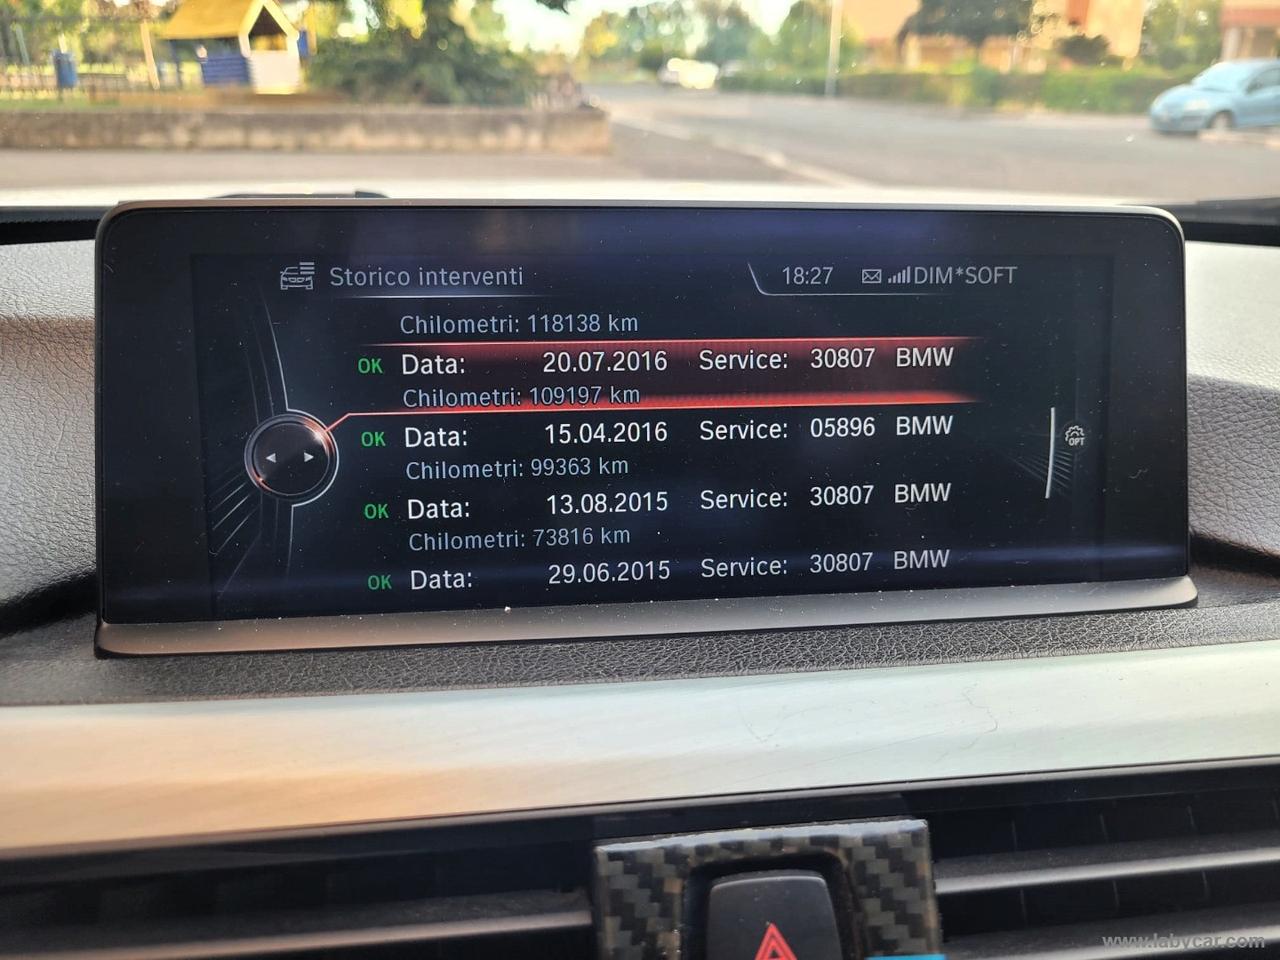 Storico interventi 18:27 DIM*SOFT
Chilometri: 118138 km
OK Data: 20.07.2016 Service: 30807 BMW
Chilometri: 109197 km
OK Data: 15.04.2016 Service: 05896 BMW
Chilometri: 99363 km
OPT
OK Data: 13.08.2015 Service: 30807 BMW
Chilometri: 73816 km
OK Data: 29.06.2015 Service: 30807 BMW
www.labycar.com